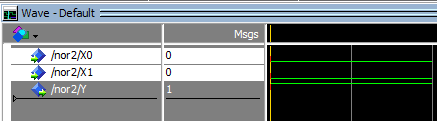 Wave - Default
Msgs
/nor2/X0 0
/nor2/X1 0
/nor2/Y 1